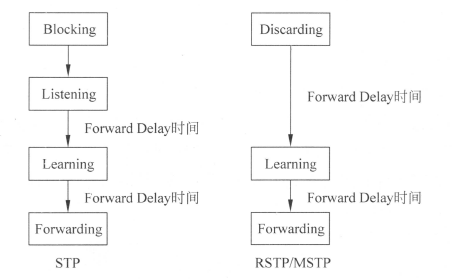 Blocking
Listening
Forward Delay时间
Learning
Forward Delay时间
Forwarding
STP
Discarding
Forward Delay时间
Learning
Forward Delay时间
Forwarding
RSTP/MSTP